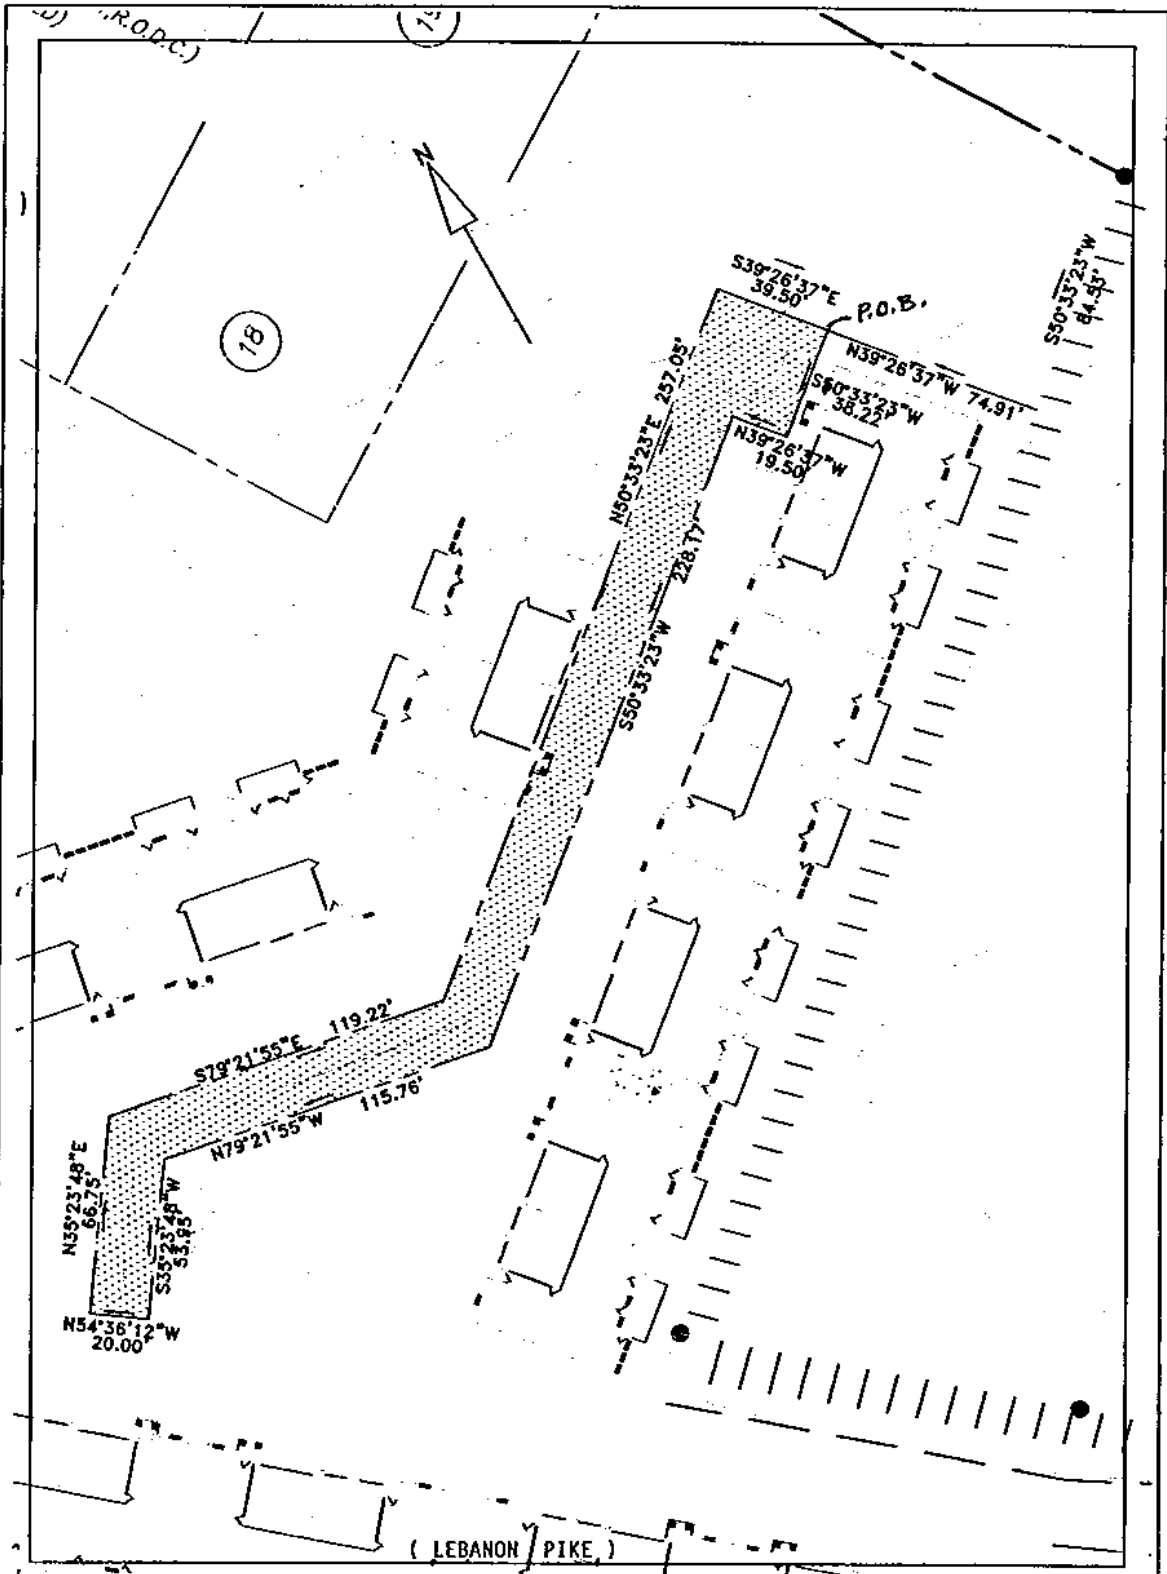 .R.O.D.C.)
18
N
S39°26'37"E
39.50'
P.O.B.
S50°33'23"W
84.53'
N39°26'37"W 74.91'
S50°33'23"W
38.22'
N39°26'37"W
19.50'
N50°33'23"E 257.05'
S50°33'23"W 228.17'
S79°21'55"E 119.22'
N79°21'55"W 115.76'
N35°23'48"E
66.75'
S35°23'48"W
53.95'
N54°36'12"W
20.00'
( LEBANON PIKE )